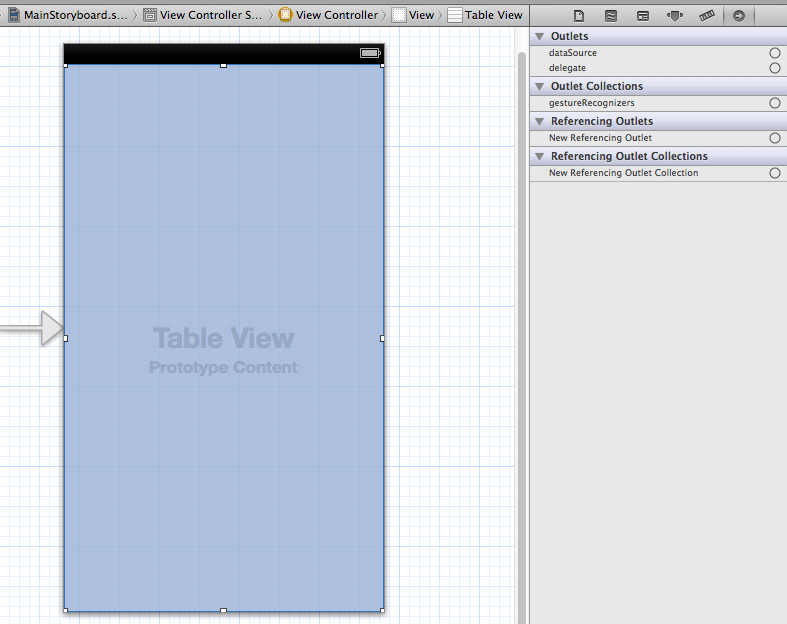 MainStoryboard.s... View Controller S... View Controller View Table View
Outlets
dataSource
delegate
Outlet Collections
gestureRecognizers
Referencing Outlets
New Referencing Outlet
Referencing Outlet Collections
New Referencing Outlet Collection
Table View
Prototype Content